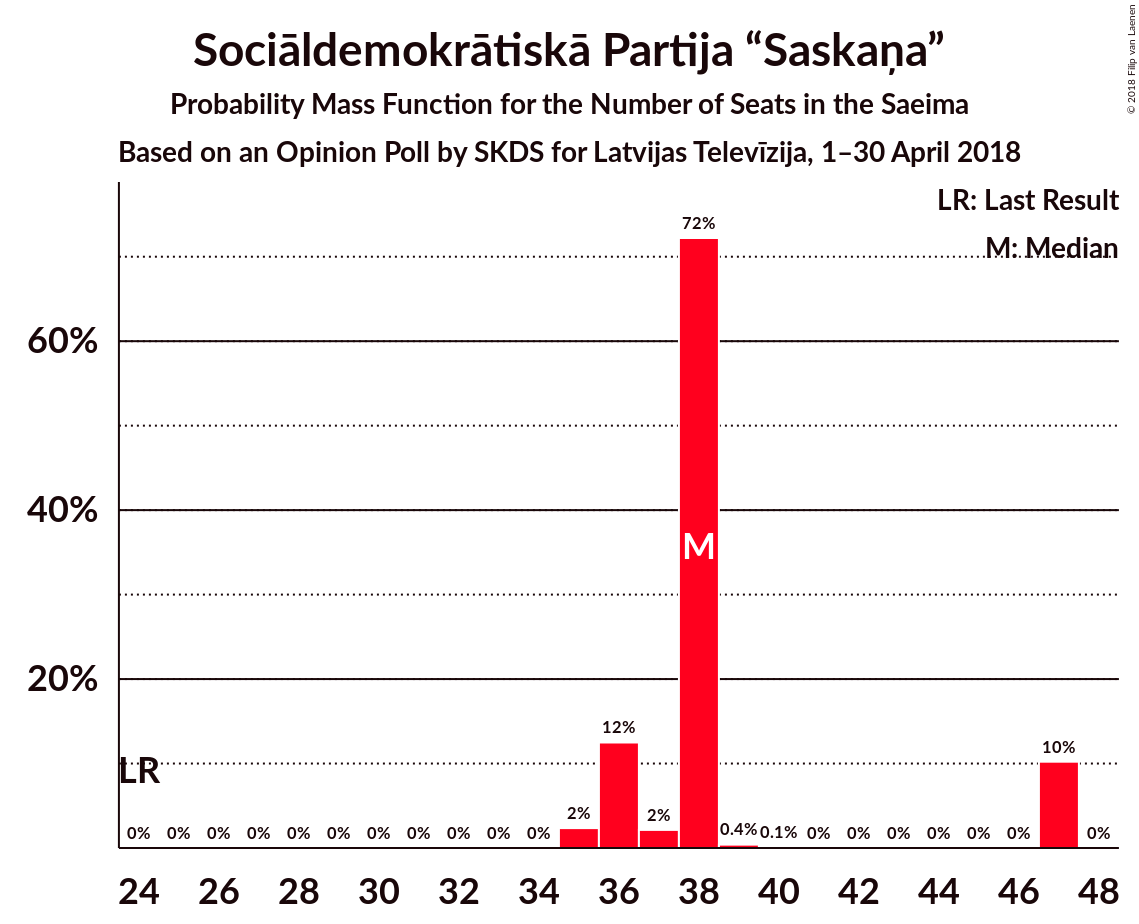 Sociāldemokrātiskā Partija “Saskaņa”
Probability Mass Function for the Number of Seats in the Saeima
Based on an Opinion Poll by SKDS for Latvijas Televīzija, 1–30 April 2018
© 2018 Filip van Laenen
LR: Last Result
M: Median
72%
60%
40%
M
20%
12%
10%
LR
0% 0% 0% 0% 0% 0% 0% 0% 0% 0% 0% 2% 2% 0.4% 0.1% 0% 0% 0% 0% 0% 0% 0%
24 26 28 30 32 34 36 38 40 42 44 46 48